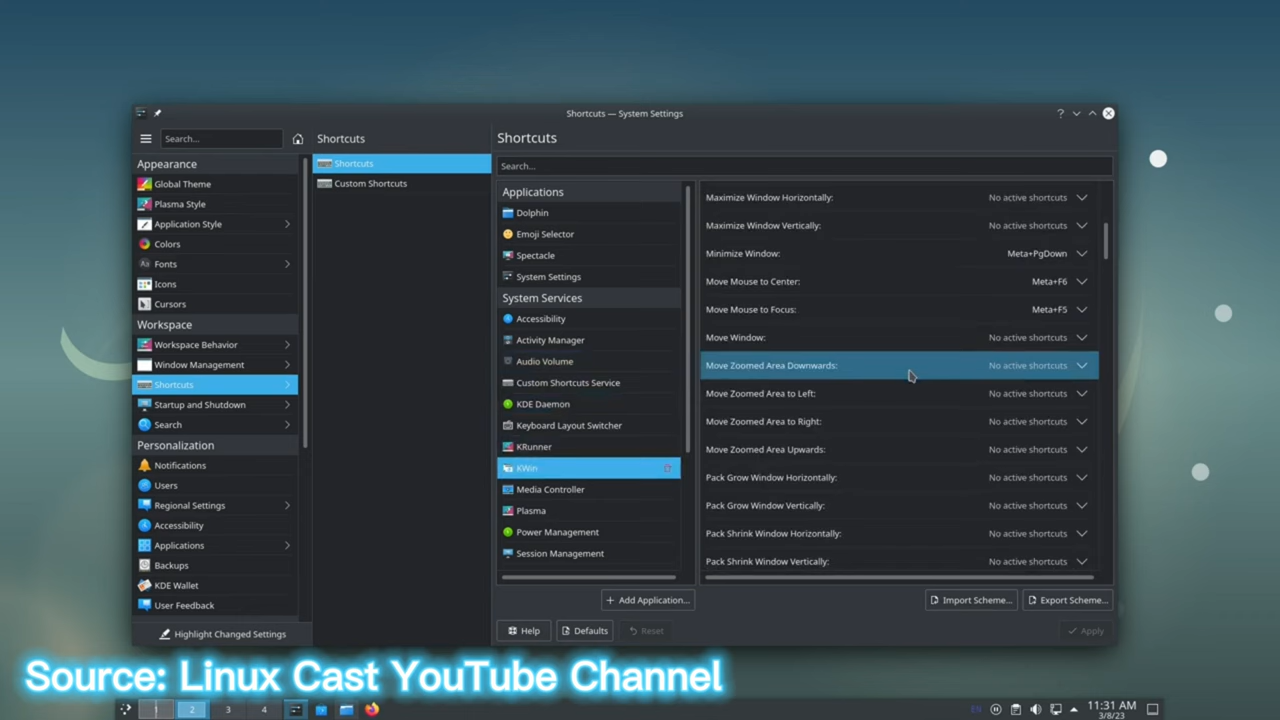 Shortcuts — System Settings
Search...
Shortcuts
Shortcuts
Appearance
Global Theme
Plasma Style
Application Style
Colors
Fonts
Icons
Cursors
Workspace
Workspace Behavior
Window Management
Shortcuts
Startup and Shutdown
Search
Personalization
Notifications
Users
Regional Settings
Accessibility
Applications
Backups
KDE Wallet
User Feedback
Highlight Changed Settings
Shortcuts
Custom Shortcuts
Search...
Applications
Dolphin
Emoji Selector
Spectacle
System Settings
System Services
Accessibility
Activity Manager
Audio Volume
Custom Shortcuts Service
KDE Daemon
Keyboard Layout Switcher
KRunner
KWin
Media Controller
Plasma
Power Management
Session Management
Maximize Window Horizontally: No active shortcuts
Maximize Window Vertically: No active shortcuts
Minimize Window: Meta+PgDown
Move Mouse to Center: Meta+F6
Move Mouse to Focus: Meta+F5
Move Window: No active shortcuts
Move Zoomed Area Downwards: No active shortcuts
Move Zoomed Area to Left: No active shortcuts
Move Zoomed Area to Right: No active shortcuts
Move Zoomed Area Upwards: No active shortcuts
Pack Grow Window Horizontally: No active shortcuts
Pack Grow Window Vertically: No active shortcuts
Pack Shrink Window Horizontally: No active shortcuts
Pack Shrink Window Vertically: No active shortcuts
+ Add Application...
Import Scheme...
Export Scheme...
Help
Defaults
Reset
Apply
Source: Linux Cast YouTube Channel
1
2
3
4
EN
11:31 AM
3/8/23